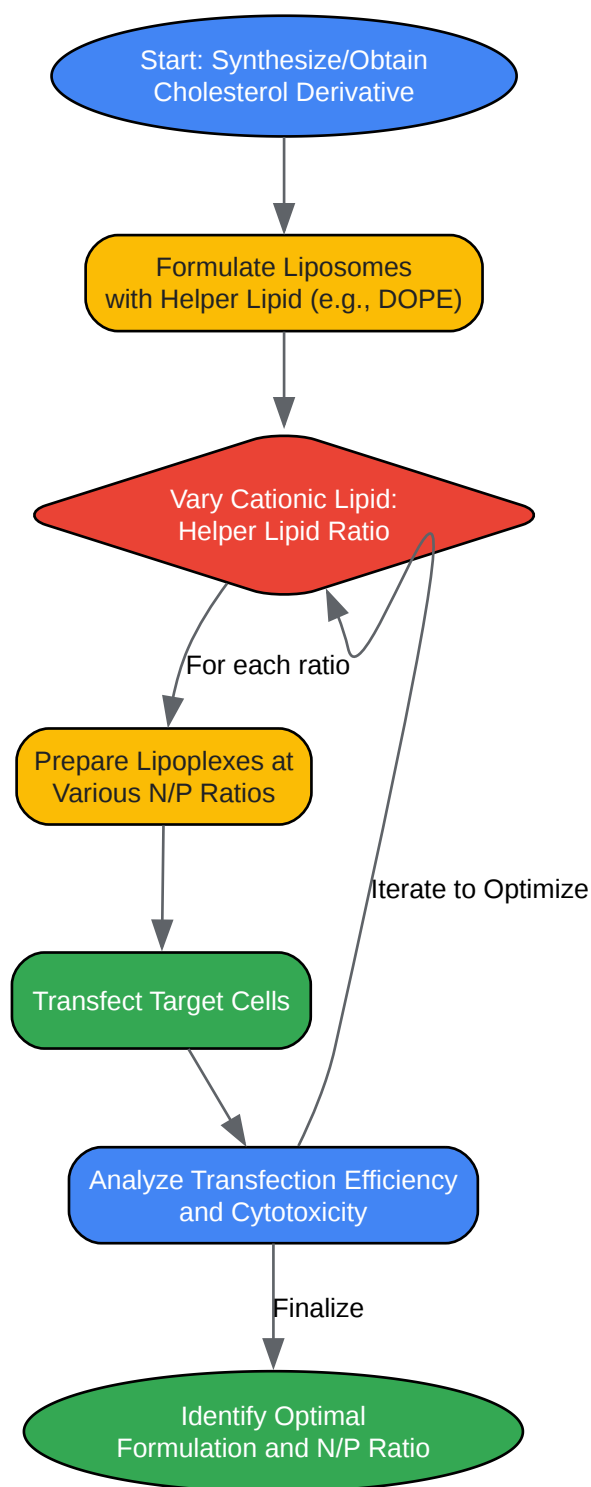 Start: Synthesize/Obtain
Cholesterol Derivative
Formulate Liposomes
with Helper Lipid (e.g., DOPE)
Vary Cationic Lipid:
Helper Lipid Ratio
For each ratio
Prepare Lipoplexes at
Various N/P Ratios
Iterate to Optimize
Transfect Target Cells
Analyze Transfection Efficiency
and Cytotoxicity
Finalize
Identify Optimal
Formulation and N/P Ratio